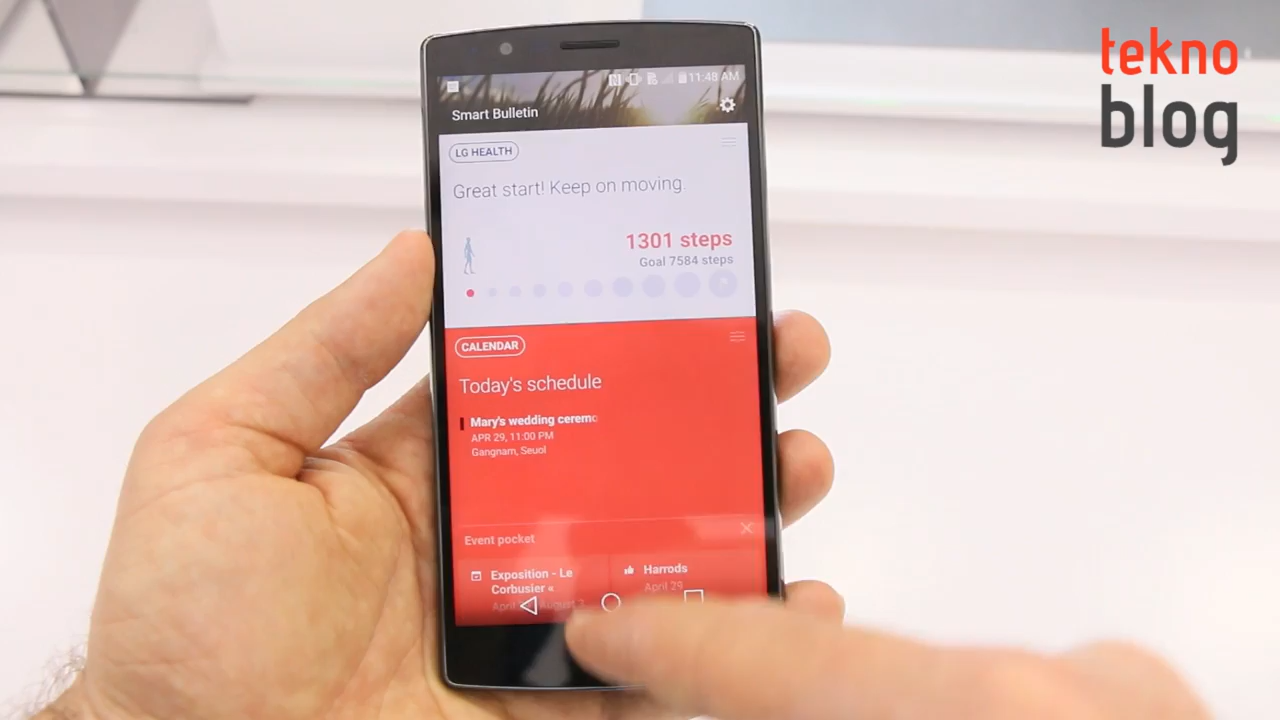 tekno
blog
11:48 AM
Smart Bulletin
LG HEALTH
Great start! Keep on moving.
1301 steps
Goal 7584 steps
CALENDAR
Today's schedule
Mary's wedding ceremo
APR 29, 11:00 PM
Gangnam, Seuol
Event pocket
Exposition - Le
Corbusier «
Harrods
April 29
August 2